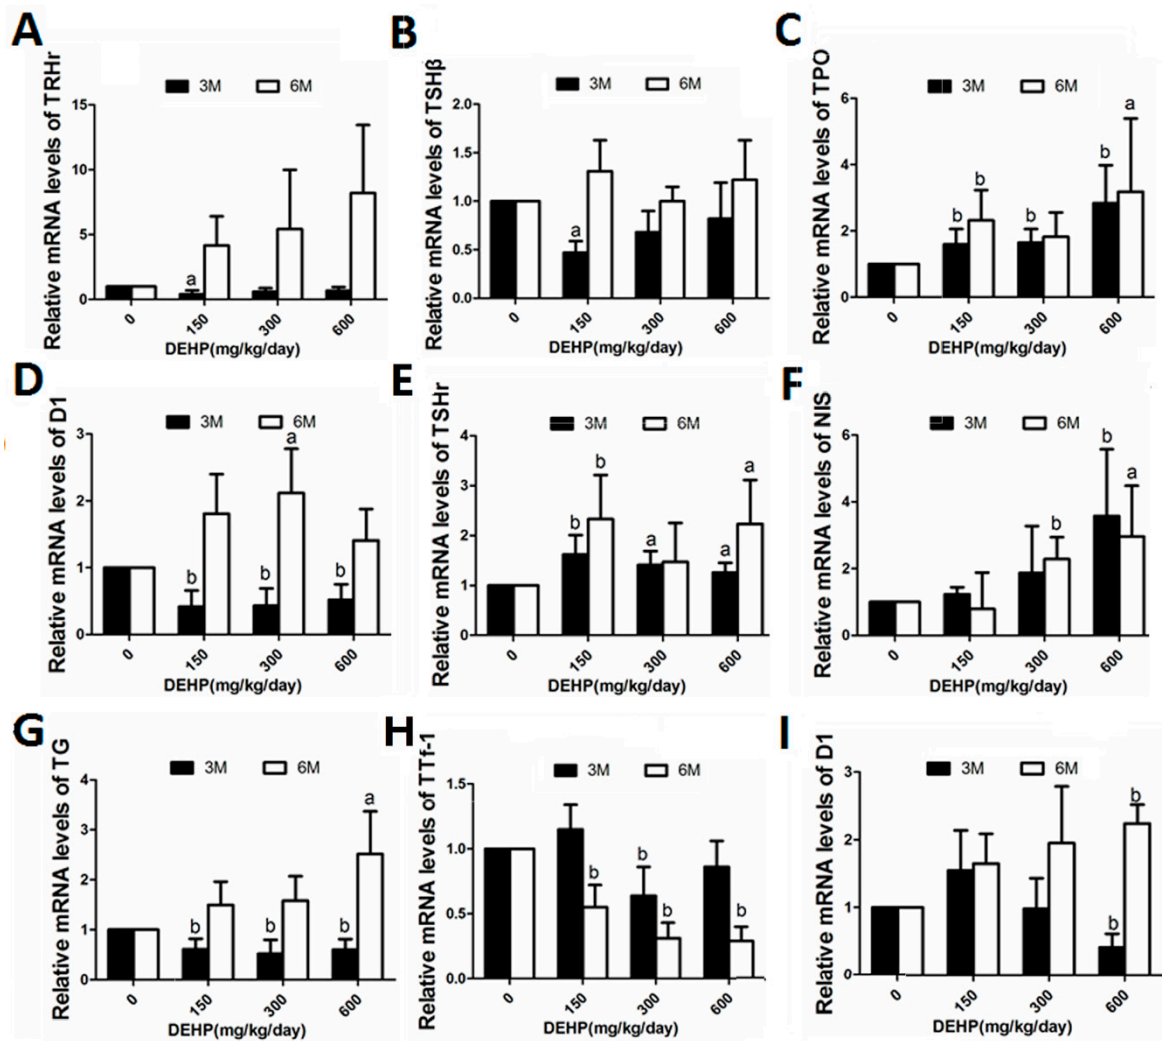 A
3M 6M
Relative mRNA levels of TRHr
15
10
5
0
a
0 150 300 600
DEHP(mg/kg/day)
B
3M 6M
Relative mRNA levels of TSHβ
2.0
1.5
1.0
0.5
0.0
a
0 150 300 600
DEHP(mg/kg/day)
C
3M 6M
Relative mRNA levels of TPO
6
4
2
0
b b b b a
0 150 300 600
DEHP(mg/kg/day)
D
3M 6M
Relative mRNA levels of D1
3
2
1
0
b b a b
0 150 300 600
DEHP(mg/kg/day)
E
3M 6M
Relative mRNA levels of TSHr
4
3
2
1
0
b b a a a
0 150 300 600
DEHP(mg/kg/day)
F
3M 6M
Relative mRNA levels of NIS
6
4
2
0
b b a
0 150 300 600
DEHP(mg/kg/day)
G
3M 6M
Relative mRNA levels of TG
4
3
2
1
0
b b b a
0 150 300 600
DEHP(mg/kg/day)
H
3M 6M
Relative mRNA levels of TTf-1
1.5
1.0
0.5
0.0
b b b b
0 150 300 600
DEHP(mg/kg/day)
I
3M 6M
Relative mRNA levels of D1
3
2
1
0
b b
0 150 300 600
DEHP(mg/kg/day)